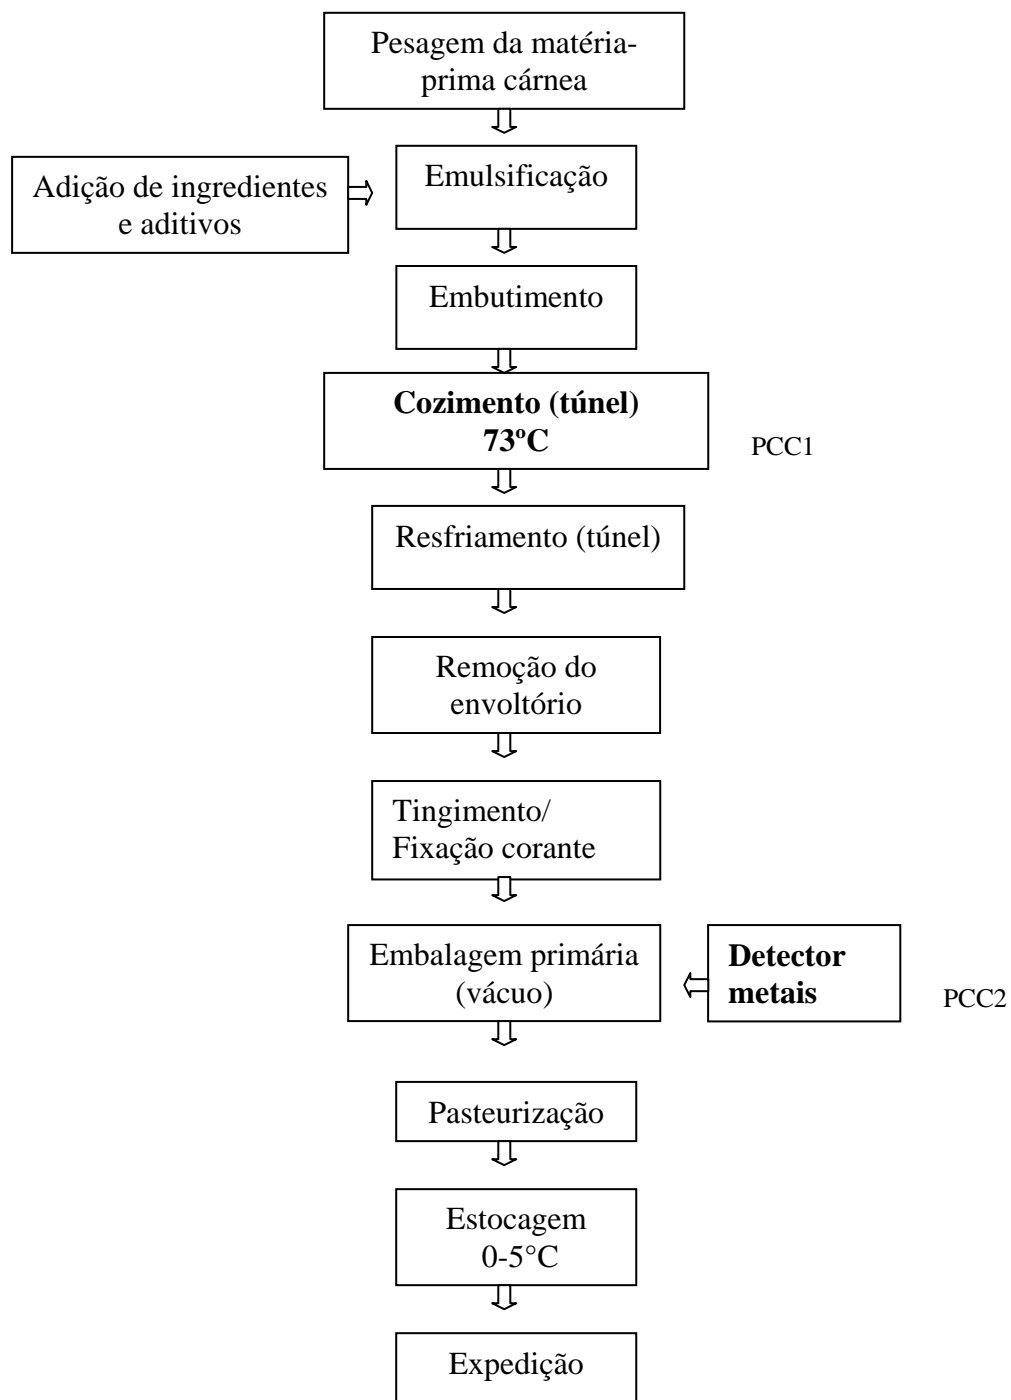 Pesagem da matéria-
prima cárnea
Adição de ingredientes
e aditivos
Emulsificação
Embutimento
Cozimento (túnel)
73ºC
PCC1
Resfriamento (túnel)
Remoção do
envoltório
Tingimento/
Fixação corante
Embalagem primária
(vácuo)
Detector
metais
PCC2
Pasteurização
Estocagem
0-5°C
Expedição